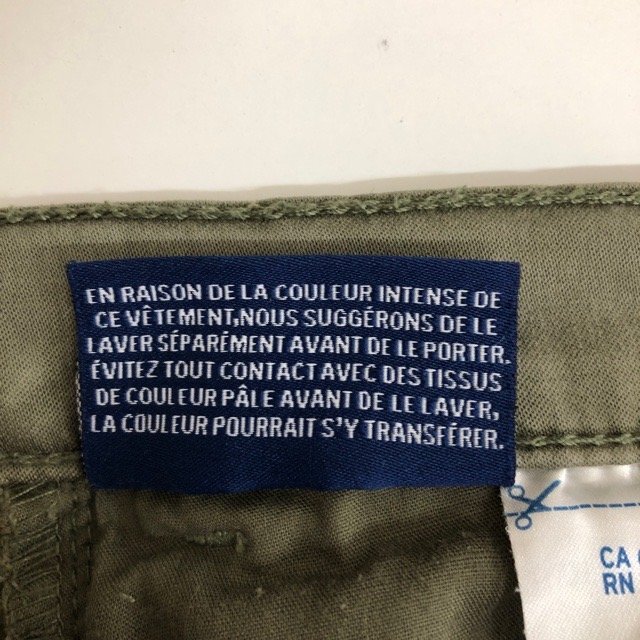 EN RAISON DE LA COULEUR INTENSE DE
CE VÊTEMENT,NOUS SUGGÉRONS DE LE
LAVER SÉPARÉMENT AVANT DE LE PORTER.
ÉVITEZ TOUT CONTACT AVEC DES TISSUS
DE COULEUR PÂLE AVANT DE LE LAVER,
LA COULEUR POURRAIT S'Y TRANSFÉRER.
CA
RN